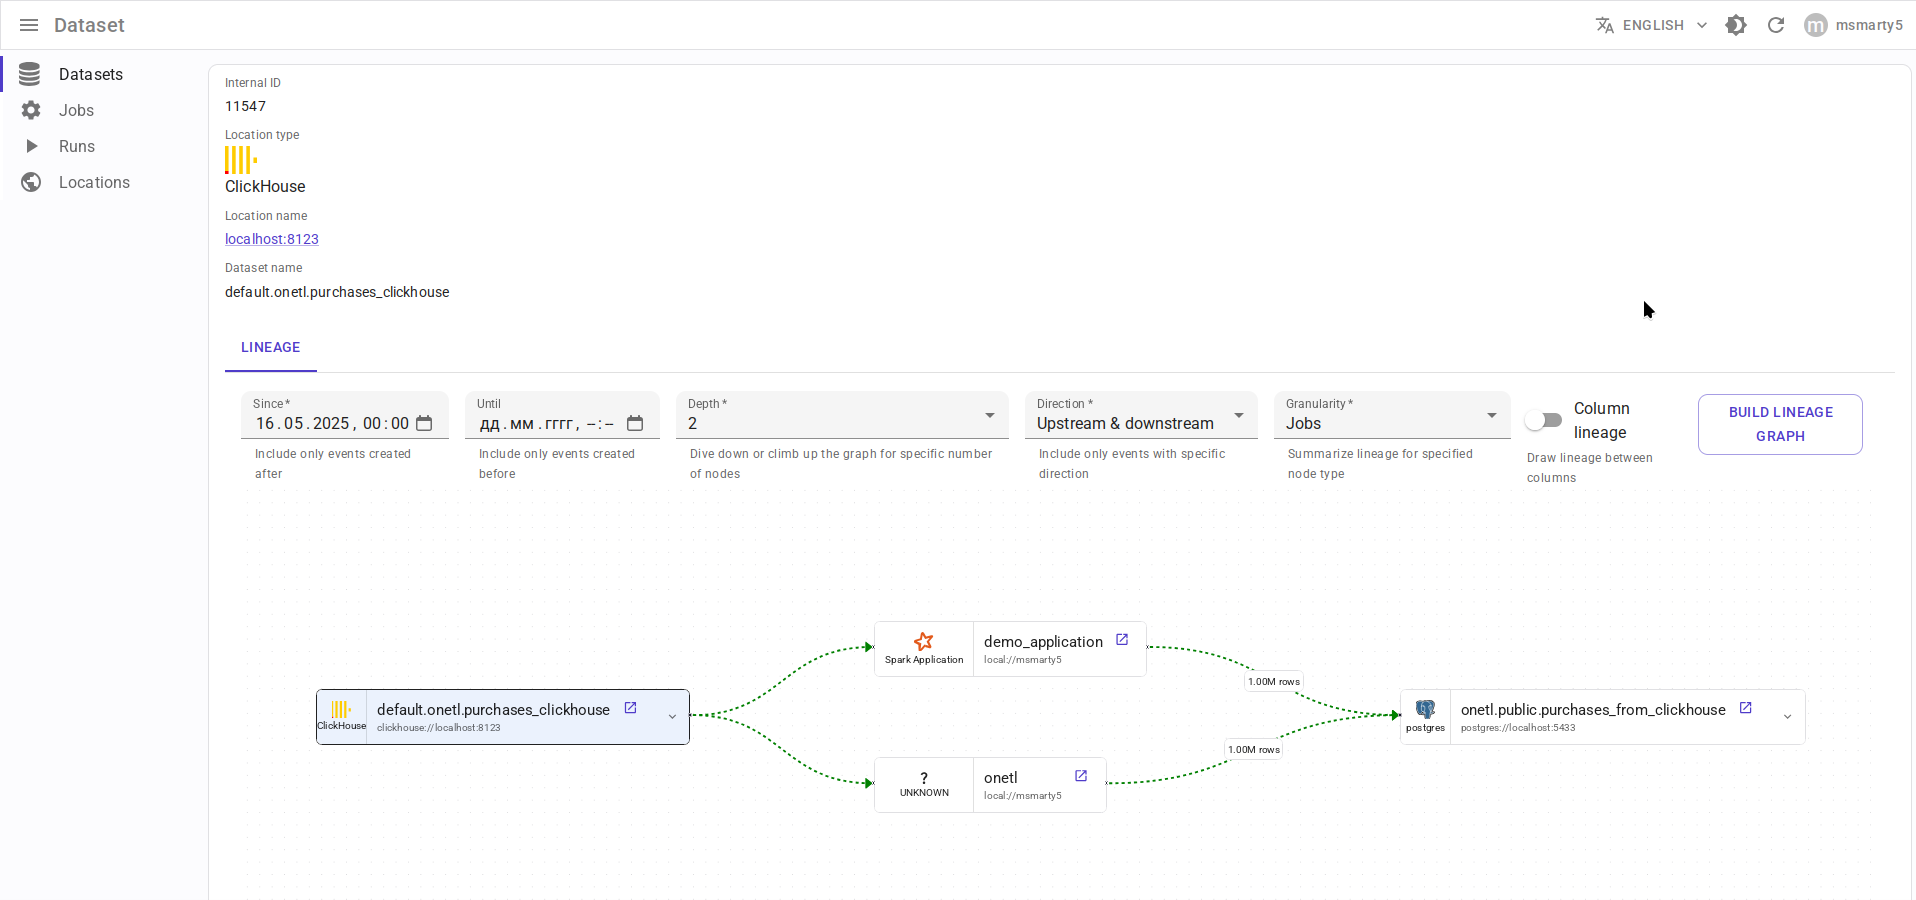 Dataset
ENGLISH
m
msmarty5
Datasets
Jobs
Runs
Locations
Internal ID
11547
Location type
ClickHouse
Location name
localhost:8123
Dataset name
default.onetl.purchases_clickhouse
LINEAGE
Since *
16.05.2025, 00:00
Include only events created
after
Until
дд.мм.гггг, --:--
Include only events created
before
Depth *
2
Dive down or climb up the graph for specific number
of nodes
Direction *
Upstream & downstream
Include only events with specific
direction
Granularity *
Jobs
Summarize lineage for specified
node type
Column
lineage
Draw lineage between
columns
BUILD LINEAGE
GRAPH
ClickHouse
default.onetl.purchases_clickhouse
clickhouse://localhost:8123
Spark Application
demo_application
local://msmarty5
1.00M rows
?
UNKNOWN
onetl
local://msmarty5
1.00M rows
postgres
onetl.public.purchases_from_clickhouse
postgres://localhost:5433